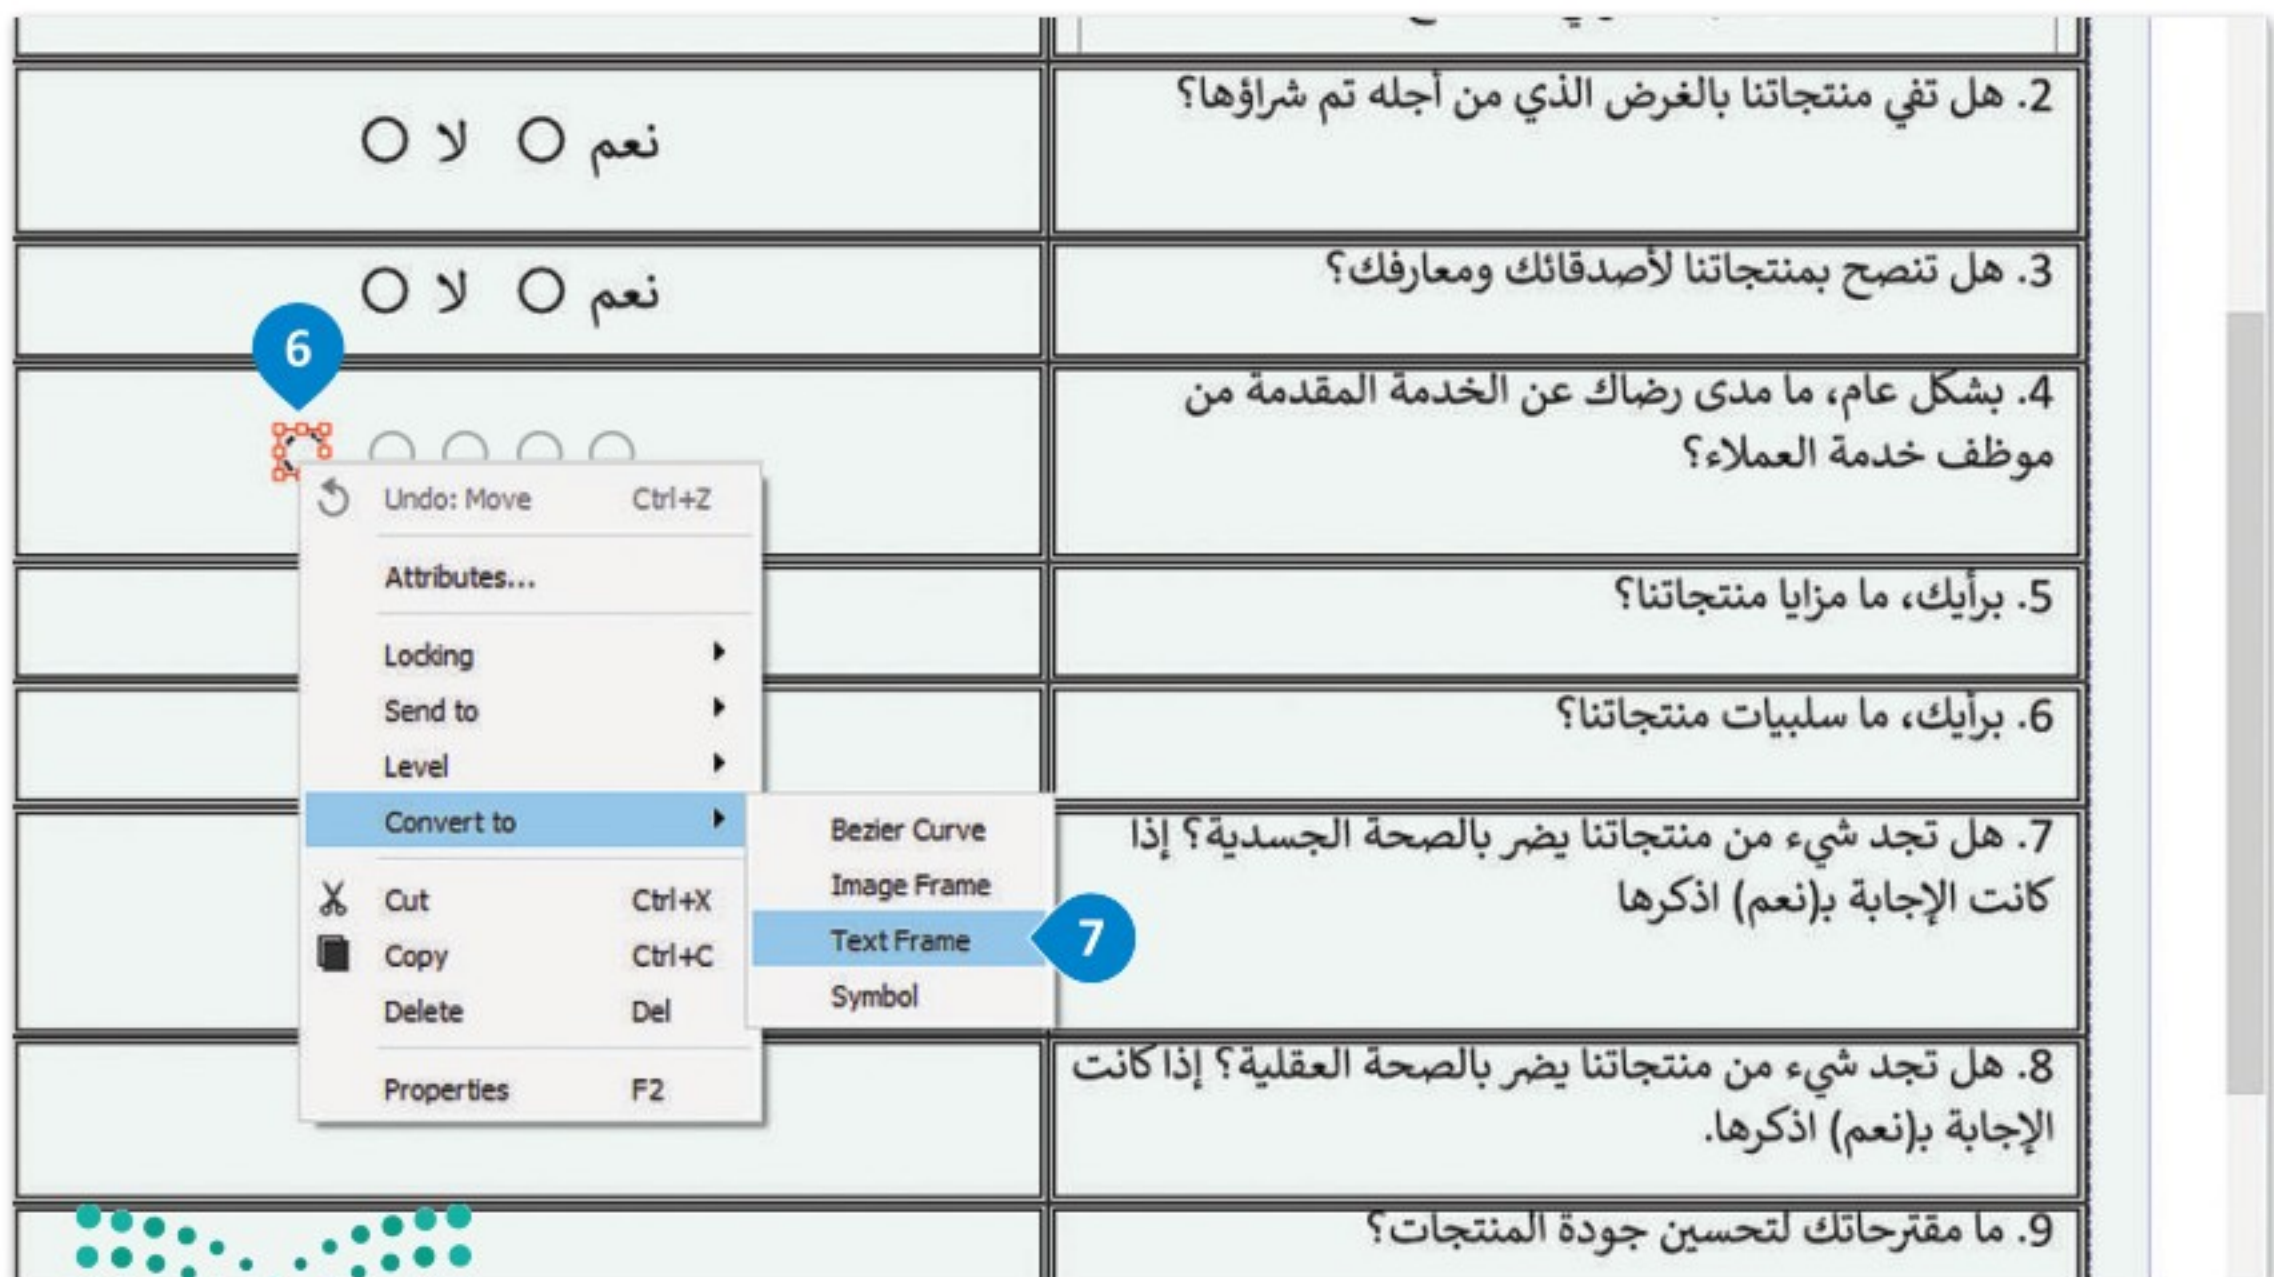 2. هل تفي منتجاتنا بالغرض الذي من أجله تم شراؤها؟
نعم لا
3. هل تنصح بمنتجاتنا لأصدقائك ومعارفك؟
نعم لا
6
4. بشكل عام، ما مدى رضاك عن الخدمة المقدمة من
موظف خدمة العملاء؟
5. برأيك، ما مزايا منتجاتنا؟
6. برأيك، ما سلبيات منتجاتنا؟
7. هل تجد شيء من منتجاتنا يضر بالصحة الجسدية؟ إذا
كانت الإجابة بـ(نعم) اذكرها
8. هل تجد شيء من منتجاتنا يضر بالصحة العقلية؟ إذا كانت
الإجابة بـ(نعم) اذكرها.
9. ما مقترحاتك لتحسين جودة المنتجات؟
Undo: Move Ctrl+Z
Attributes...
Locking
Send to
Level
Convert to
Cut Ctrl+X
Copy Ctrl+C
Delete Del
Properties F2
Bezier Curve
Image Frame
Text Frame
7
Symbol